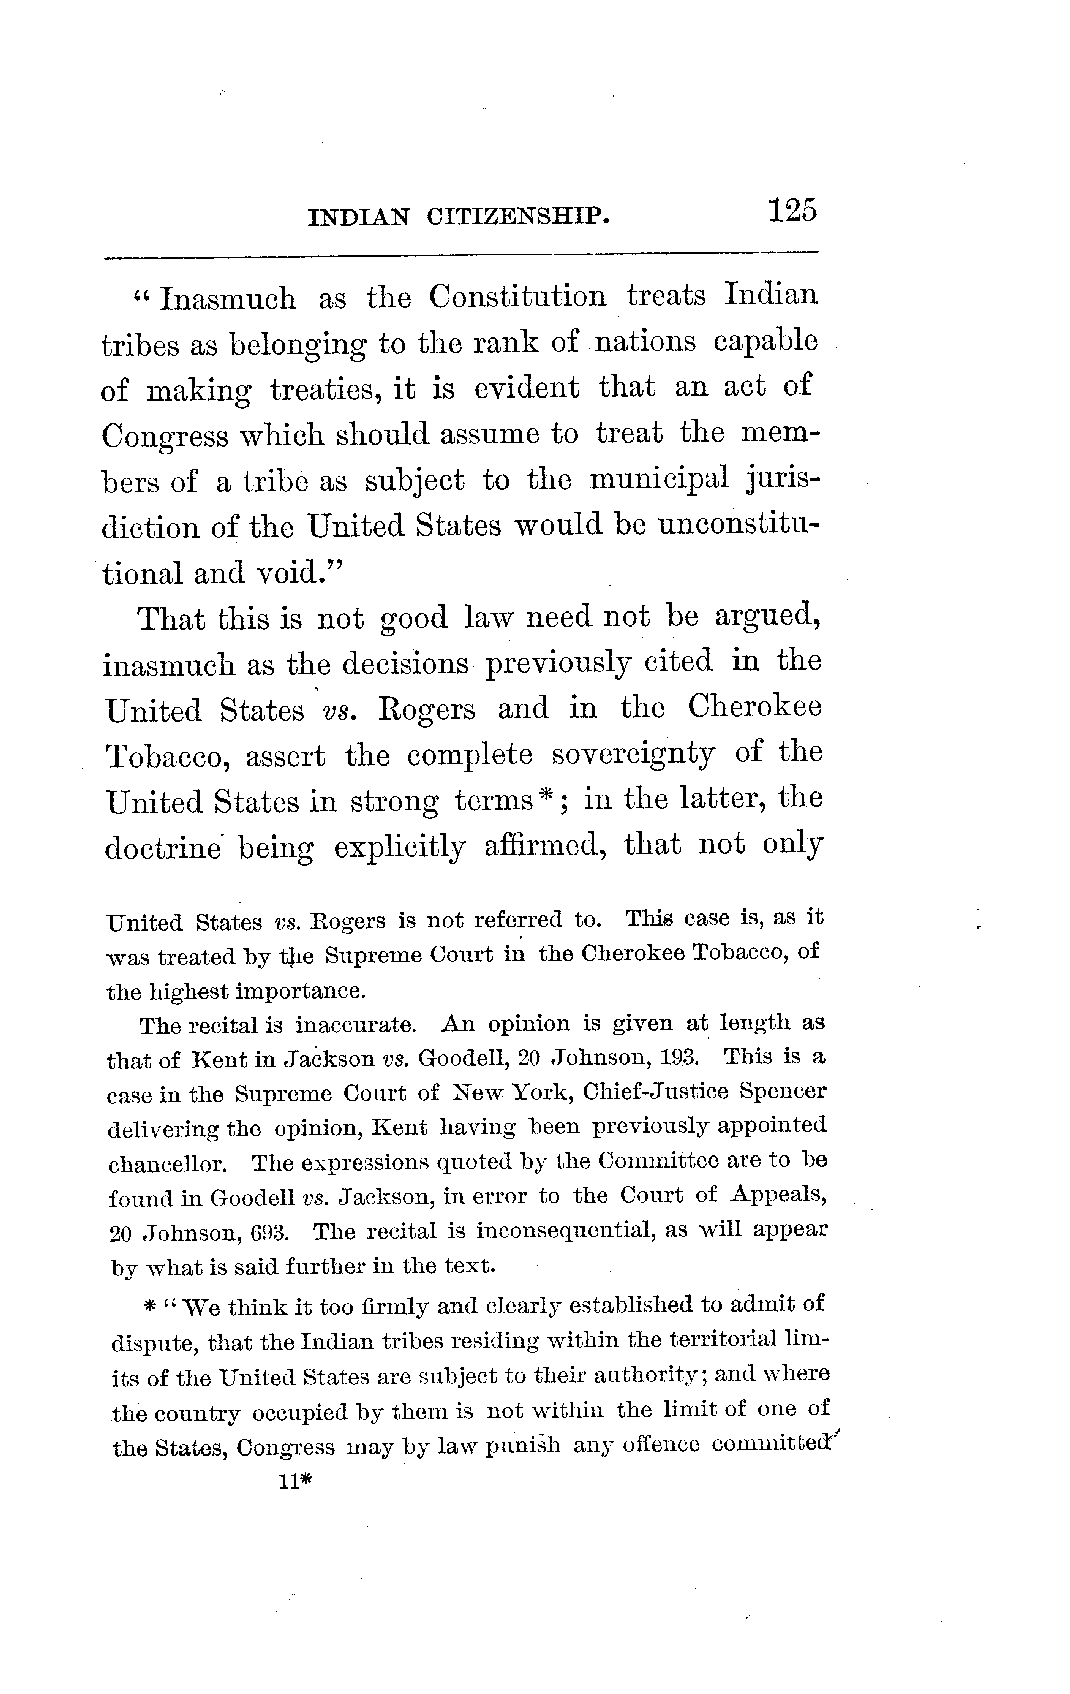 INDIAN CITIZENSHIP. 125
“ Inasmuch as the Constitution treats Indian
tribes as belonging to the rank of nations capable
of making treaties, it is evident that an act of
Congress which should assume to treat the mem-
bers of a tribe as subject to the municipal juris-
diction of the United States would be unconstitu-
tional and void.”
That this is not good law need not be argued,
inasmuch as the decisions previously cited in the
United States vs. Rogers and in the Cherokee
Tobacco, assert the complete sovereignty of the
United States in strong terms*; in the latter, the
doctrine being explicitly affirmed, that not only
United States vs. Rogers is not referred to. This case is, as it
was treated by the Supreme Court in the Cherokee Tobacco, of
the highest importance.
The recital is inaccurate. An opinion is given at length as
that of Kent in Jackson vs. Goodell, 20 Johnson, 193. This is a
case in the Supreme Court of New York, Chief-Justice Spencer
delivering the opinion, Kent having been previously appointed
chancellor. The expressions quoted by the Committee are to be
found in Goodell vs. Jackson, in error to the Court of Appeals,
20 Johnson, 693. The recital is inconsequential, as will appear
by what is said further in the text.
* “We think it too firmly and clearly established to admit of
dispute, that the Indian tribes residing within the territorial lim-
its of the United States are subject to their authority; and where
the country occupied by them is not within the limit of one of
the States, Congress may by law punish any offence committed
11*